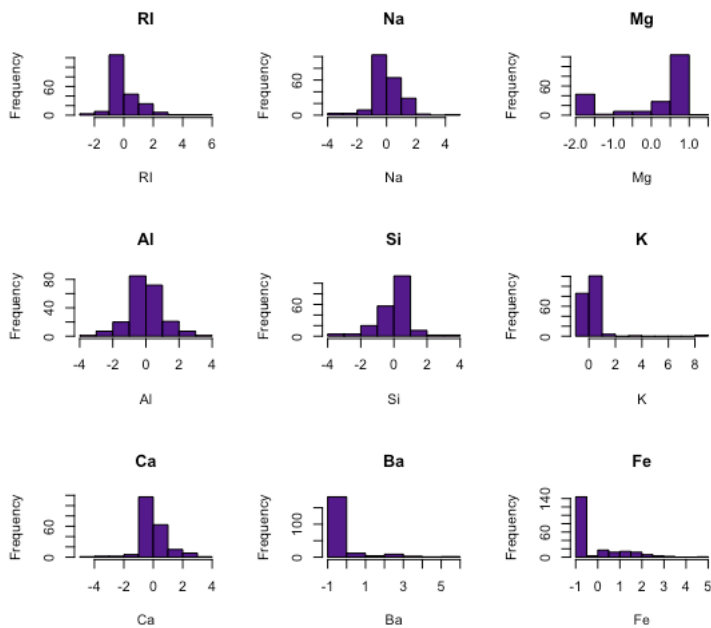 RI
Frequency
0
60
-2 0 2 4 6
RI
Na
Frequency
0
60
-4 -2 0 2 4
Na
Mg
Frequency
0
60
-2.0 -1.0 0.0 1.0
Mg
Al
Frequency
0
40
80
-4 -2 0 2 4
Al
Si
Frequency
0
60
-4 -2 0 2 4
Si
K
Frequency
0
60
0 2 4 6 8
K
Ca
Frequency
0
60
-4 -2 0 2 4
Ca
Ba
Frequency
0
100
-1 1 3 5
Ba
Fe
Frequency
0
60
140
-1 0 1 2 3 4 5
Fe